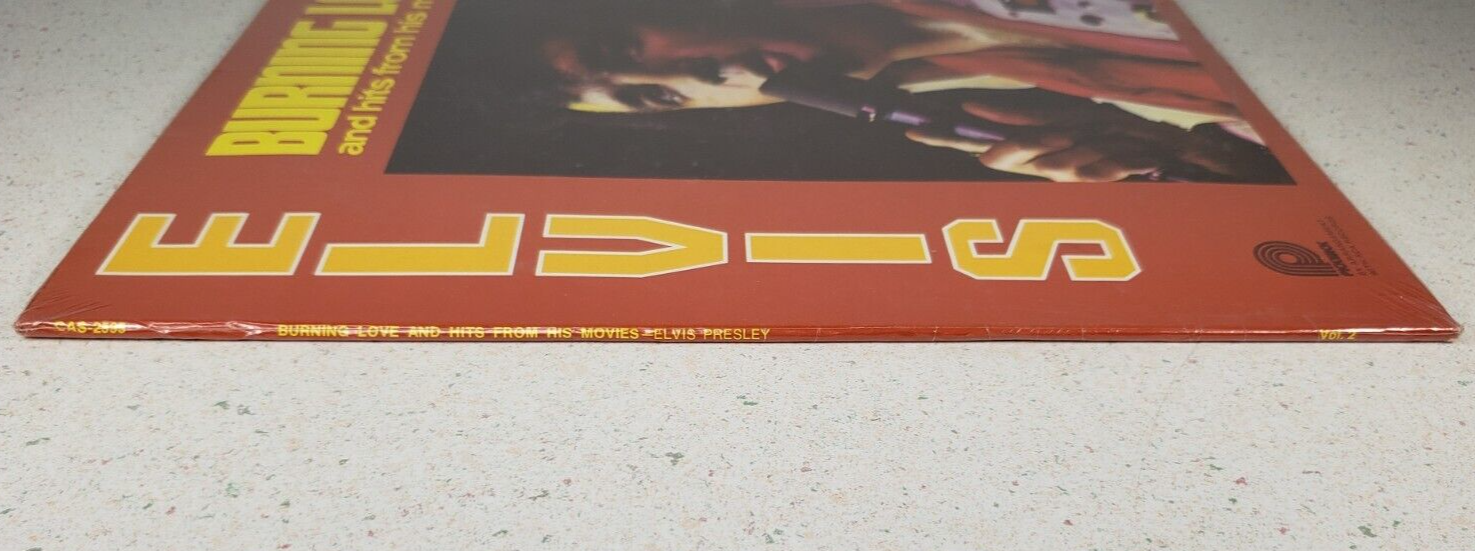 BURNING L
and hits from his m
ELVIS
PICKWICK
CAS-2595
BURNING LOVE AND HITS FROM HIS MOVIES—ELVIS PRESLEY
Vol. 2